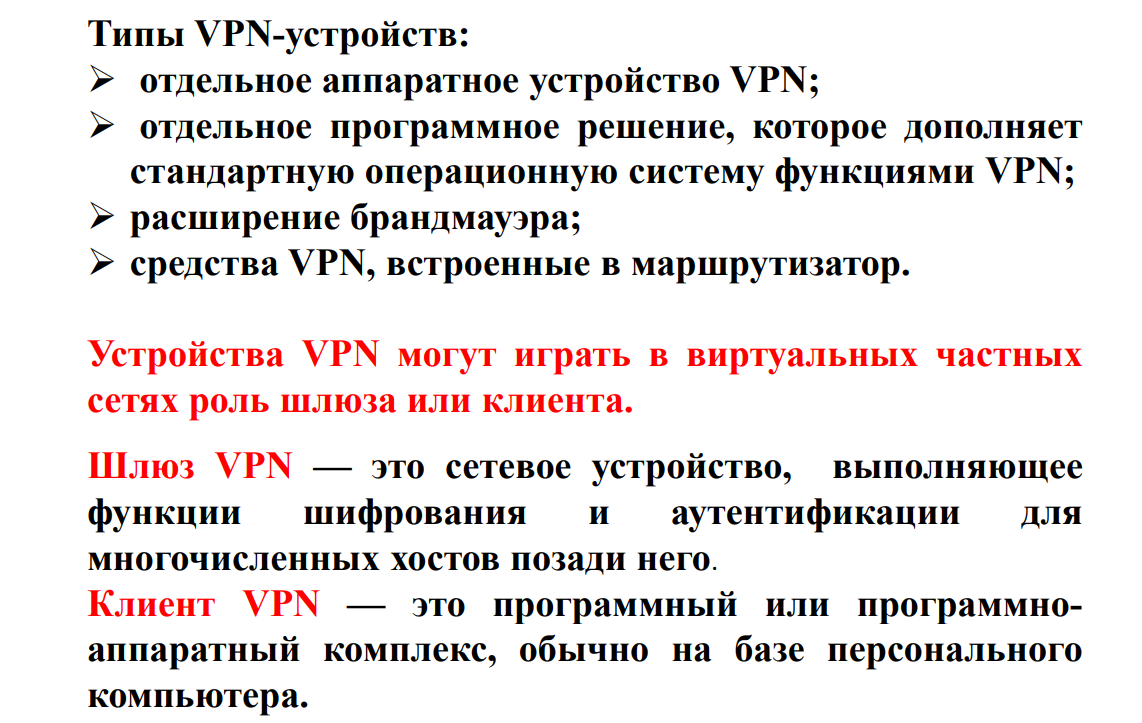 Типы VPN-устройств:
➢ отдельное аппаратное устройство VPN;
➢ отдельное программное решение, которое дополняет
стандартную операционную систему функциями VPN;
➢ расширение брандмауэра;
➢ средства VPN, встроенные в маршрутизатор.
Устройства VPN могут играть в виртуальных частных
сетях роль шлюза или клиента.
Шлюз VPN — это сетевое устройство, выполняющее
функции шифрования и аутентификации для
многочисленных хостов позади него.
Клиент VPN — это программный или программно-
аппаратный комплекс, обычно на базе персонального
компьютера.